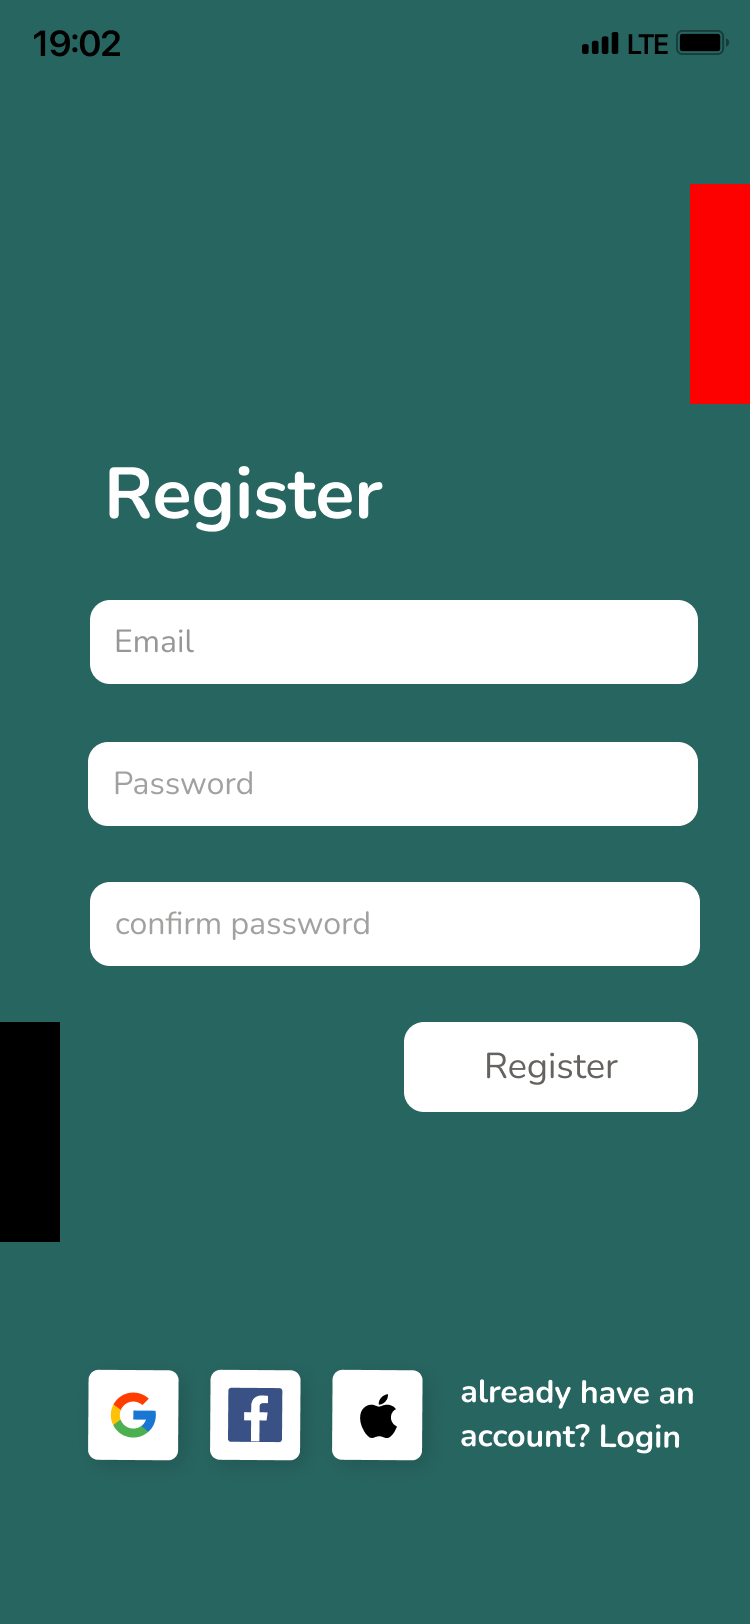 19:02 LTE
Register
Email
Password
confirm password
Register
already have an
account? Login